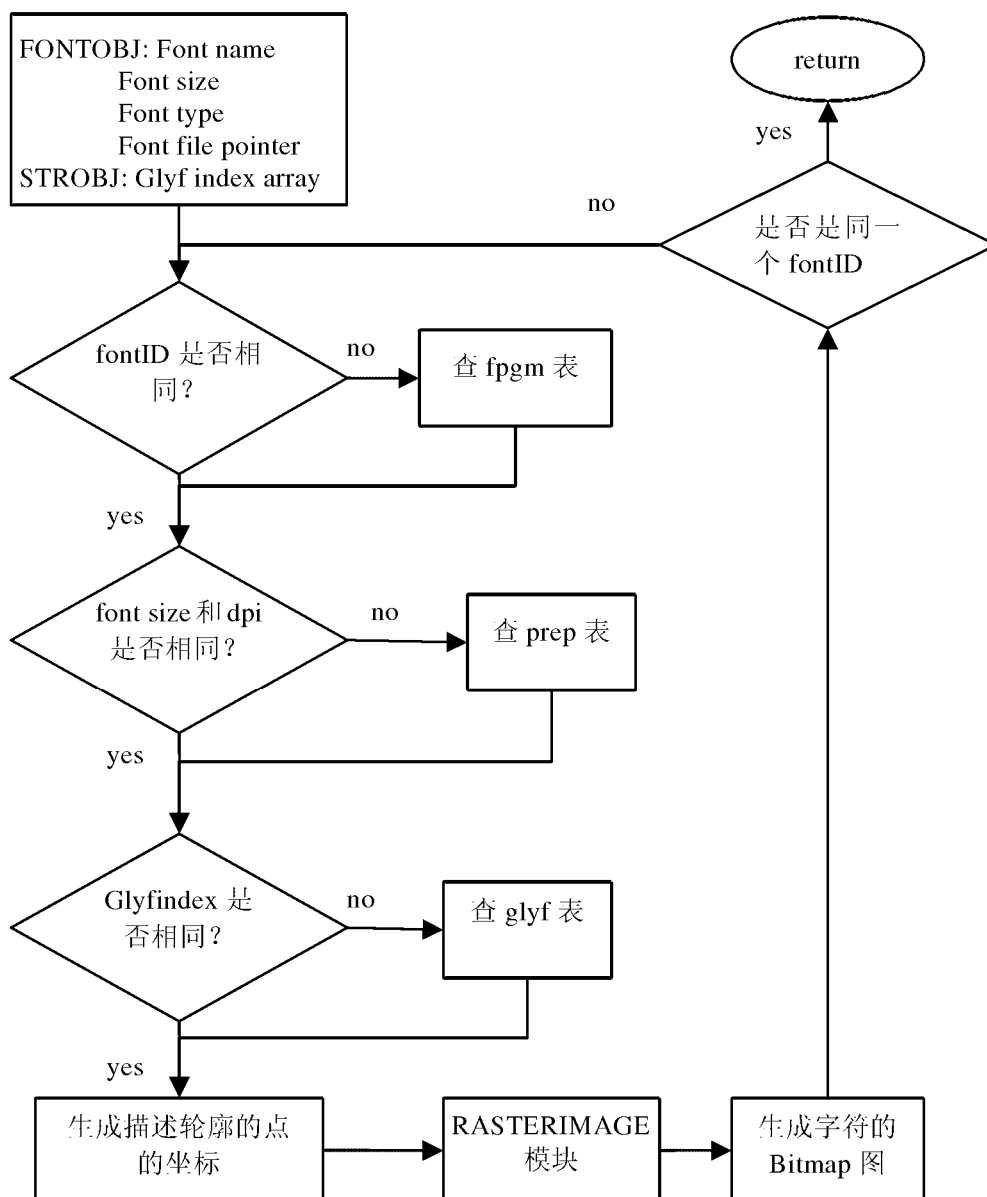 FONTOBJ: Font name
Font size
Font type
Font file pointer
STROBJ: Glyf index array
return
yes
no
是否是同一
个 fontID
fontID 是否相
同?
no
查 fpgm 表
yes
font size 和 dpi
是否相同?
no
查 prep 表
yes
Glyfindex 是
否相同?
no
查 glyf 表
yes
生成描述轮廓的点
的坐标
RASTERIMAGE
模块
生成字符的
Bitmap 图